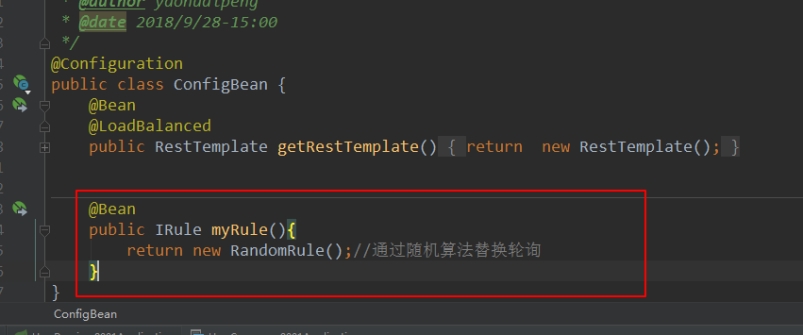 * @author yaohuaipeng
* @date 2018/9/28-15:00
*/
@Configuration
public class ConfigBean {
@Bean
@LoadBalanced
public RestTemplate getRestTemplate() { return new RestTemplate(); }
@Bean
public IRule myRule(){
return new RandomRule();//通过随机算法替换轮询
}
}
ConfigBean